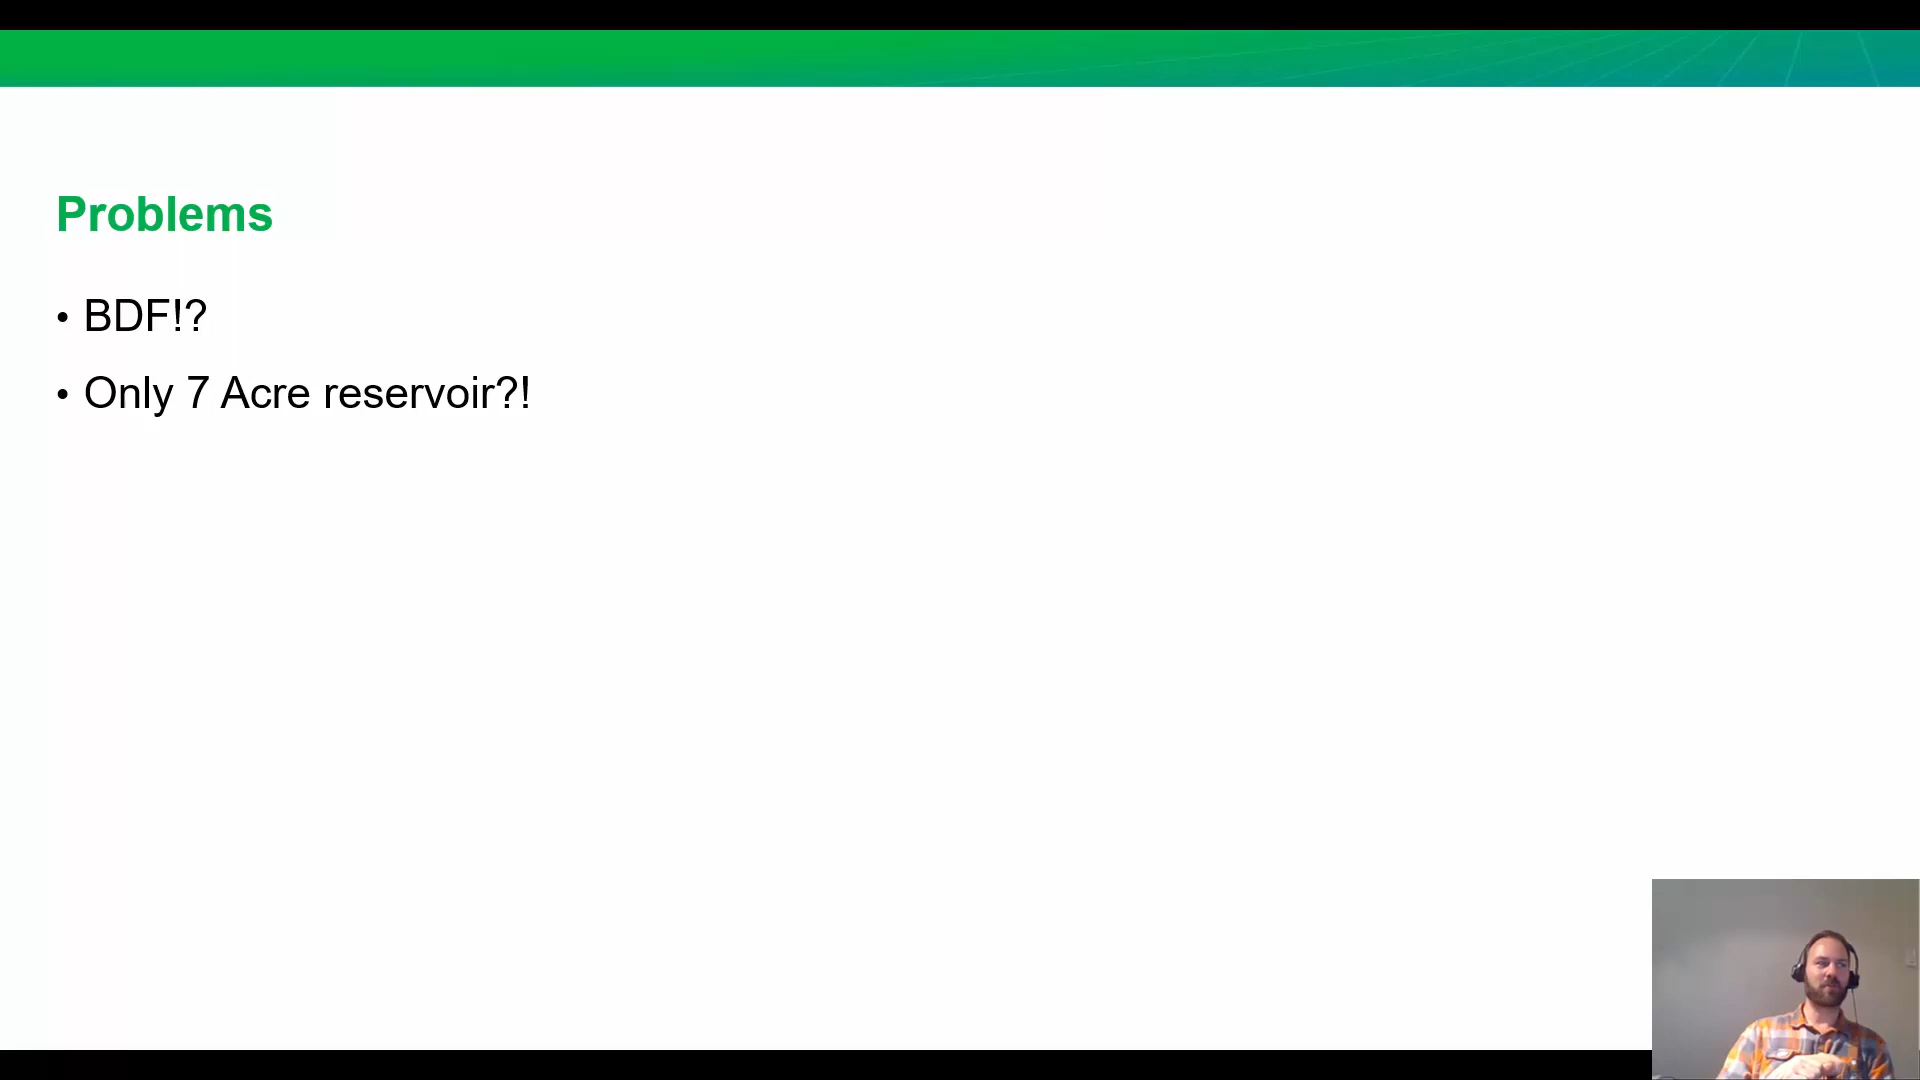 Problems
• BDF!?
• Only 7 Acre reservoir?!